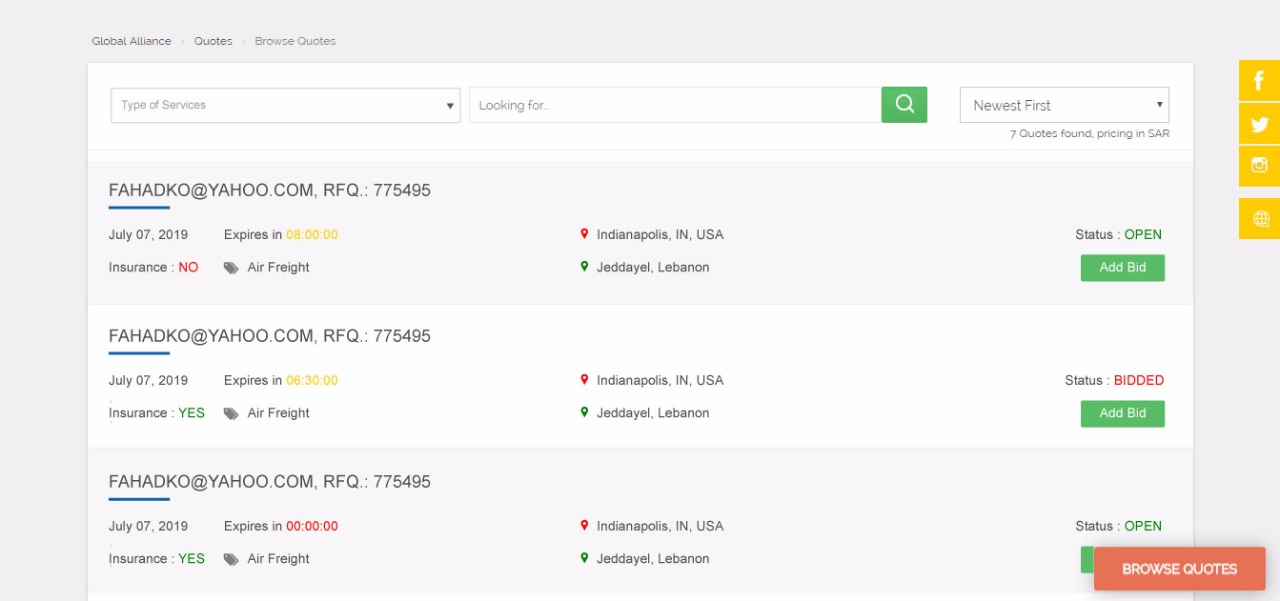 Global Alliance › Quotes › Browse Quotes
Type of Services
Looking for...
Newest First
7 Quotes found, pricing in SAR
FAHADKO@YAHOO.COM, RFQ.: 775495
July 07, 2019 Expires in 08:00:00 Indianapolis, IN, USA Status : OPEN
Insurance : NO Air Freight Jeddayel, Lebanon Add Bid
FAHADKO@YAHOO.COM, RFQ.: 775495
July 07, 2019 Expires in 06:30:00 Indianapolis, IN, USA Status : BIDDED
Insurance : YES Air Freight Jeddayel, Lebanon Add Bid
FAHADKO@YAHOO.COM, RFQ.: 775495
July 07, 2019 Expires in 00:00:00 Indianapolis, IN, USA Status : OPEN
Insurance : YES Air Freight Jeddayel, Lebanon
BROWSE QUOTES